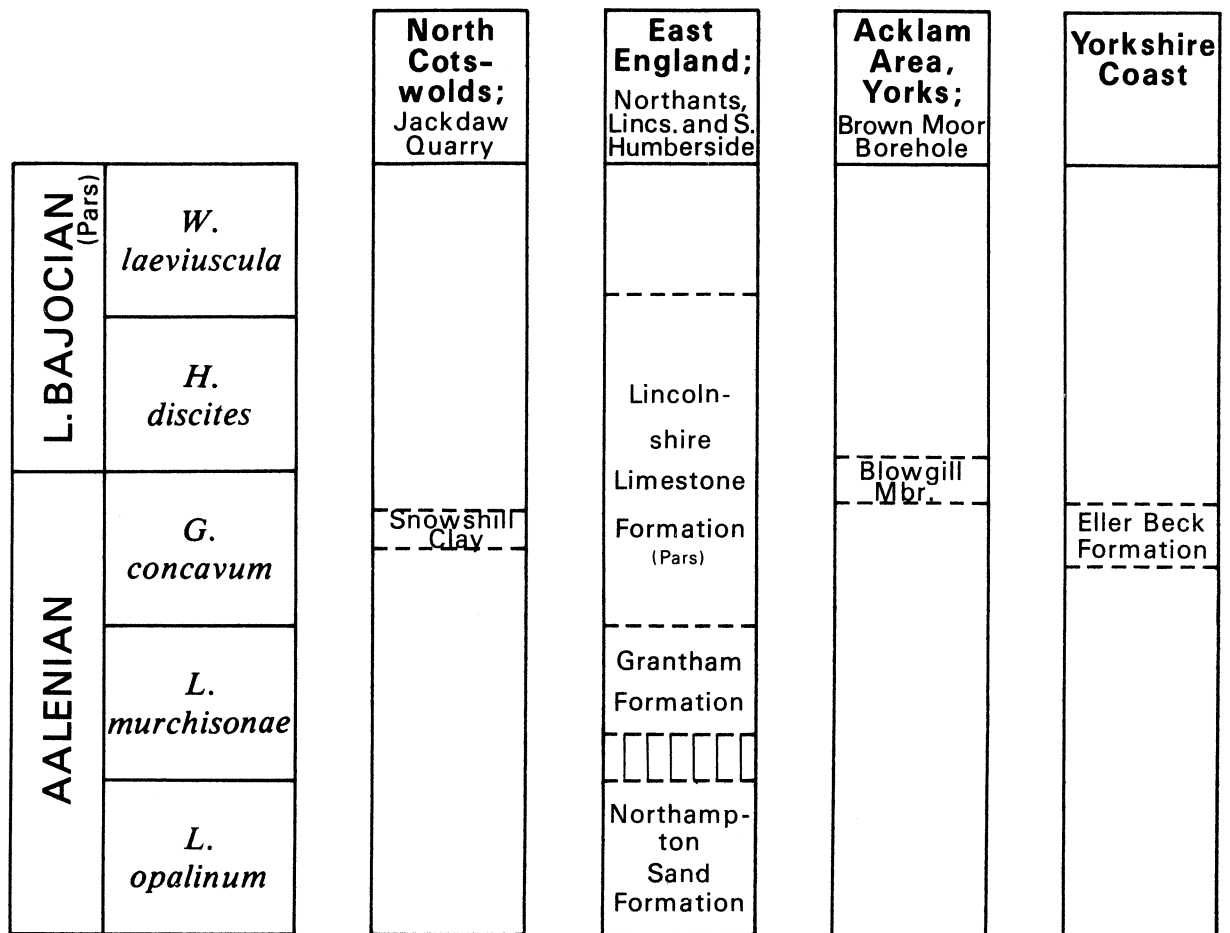 North
Cots-
wolds;
Jackdaw
Quarry
East
England;
Northants,
Lincs. and S.
Humberside
Acklam
Area,
Yorks;
Brown Moor
Borehole
Yorkshire
Coast
L. BAJOCIAN
(Pars)
W.
laeviuscula
H.
discites
AALENIAN
G.
concavum
L.
murchisonae
L.
opalinum
Snowshill
Clay
Lincoln-
shire
Limestone
Formation
(Pars)
Grantham
Formation
Northamp-
ton
Sand
Formation
Blowgill
Mbr.
Eller Beck
Formation